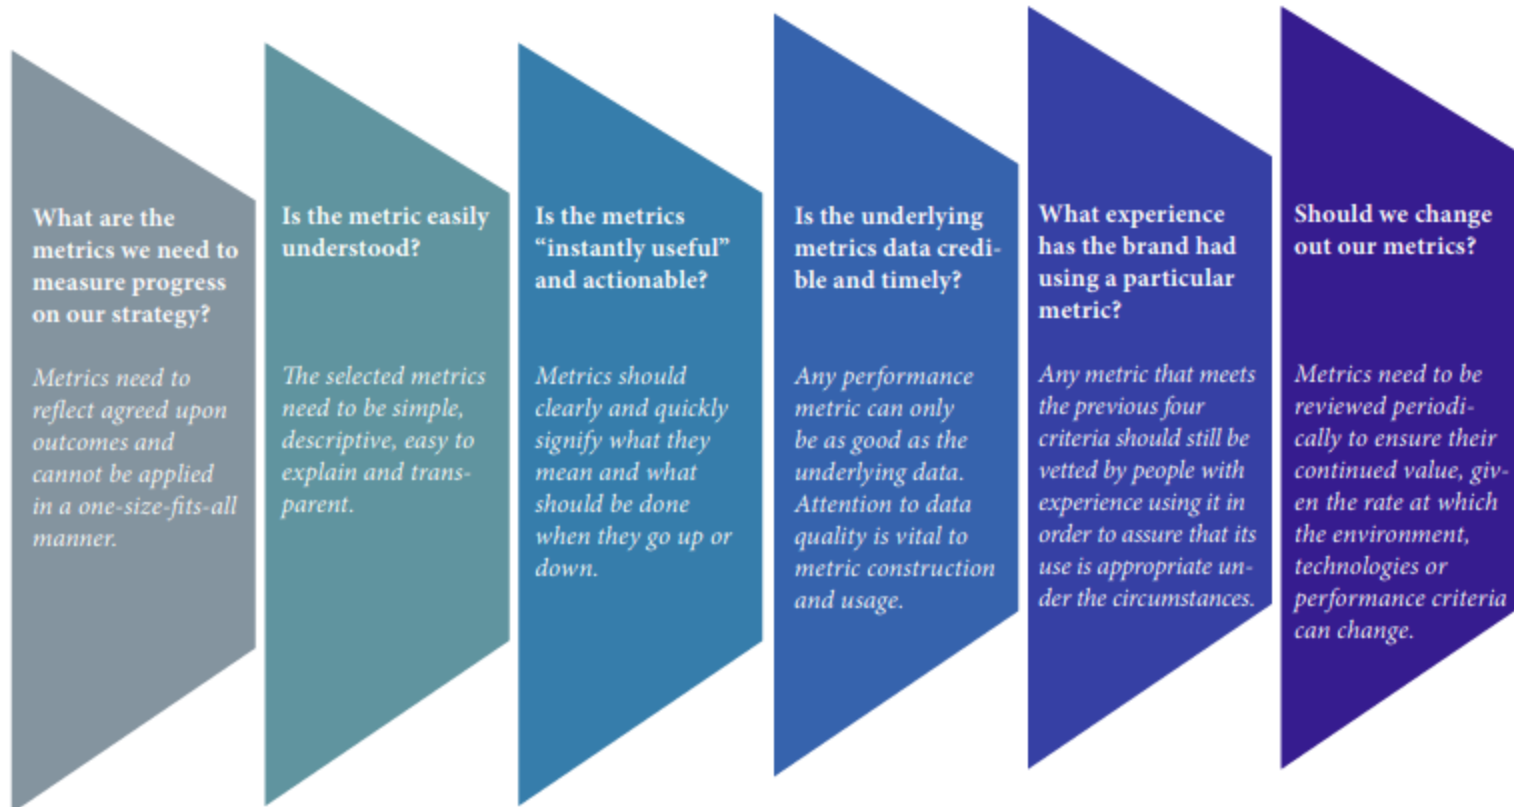 What are the
metrics we need to
measure progress
on our strategy?
Metrics need to
reflect agreed upon
outcomes and
cannot be applied
in a one-size-fits-all
manner.
Is the metric easily
understood?
The selected metrics
need to be simple,
descriptive, easy to
explain and trans-
parent.
Is the metrics
“instantly useful”
and actionable?
Metrics should
clearly and quickly
signify what they
mean and what
should be done
when they go up or
down.
Is the underlying
metrics data credi-
ble and timely?
Any performance
metric can only
be as good as the
underlying data.
Attention to data
quality is vital to
metric construction
and usage.
What experience
has the brand had
using a particular
metric?
Any metric that meets
the previous four
criteria should still be
vetted by people with
experience using it in
order to assure that its
use is appropriate un-
der the circumstances.
Should we change
out our metrics?
Metrics need to be
reviewed periodi-
cally to ensure their
continued value, giv-
en the rate at which
the environment,
technologies or
performance criteria
can change.